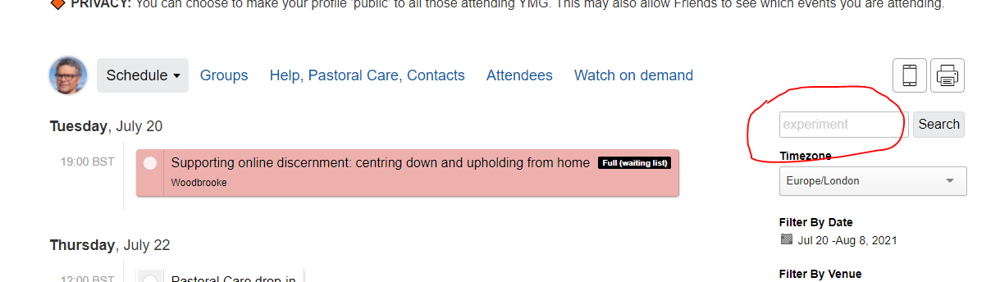 PRIVACY: You can choose to make your profile 'public' to all those attending YMG. This may also allow Friends to see which events you are attending.
Schedule Groups Help, Pastoral Care, Contacts Attendees Watch on demand
experiment Search
Tuesday, July 20
19:00 BST
Supporting online discernment: centring down and upholding from home Full (waiting list)
Woodbrooke
Timezone
Europe/London
Filter By Date
Jul 20 -Aug 8, 2021
Thursday, July 22
Filter By Venue
12:00 BST
Pastoral Care drop-in